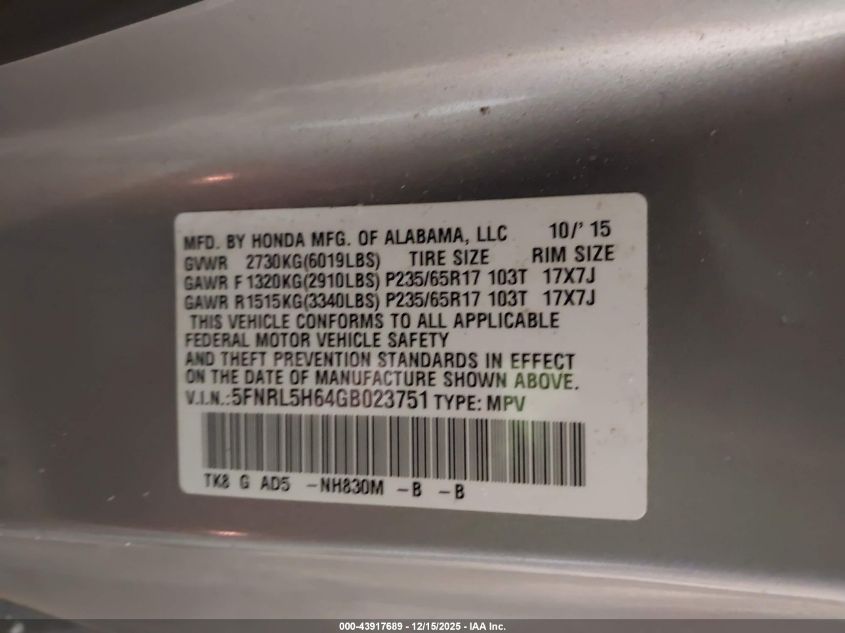 MFD. BY HONDA MFG. OF ALABAMA, LLC 10/' 15
GVWR 2730KG(6019LBS) TIRE SIZE RIM SIZE
GAWR F 1320KG(2910LBS) P235/65R17 103T 17X7J
GAWR R1515KG(3340LBS) P235/65R17 103T 17X7J
THIS VEHICLE CONFORMS TO ALL APPLICABLE
FEDERAL MOTOR VEHICLE SAFETY
AND THEFT PREVENTION STANDARDS IN EFFECT
ON THE DATE OF MANUFACTURE SHOWN ABOVE.
V.I.N.:5FNRL5H64GB023751 TYPE: MPV
TK8 G AD5 -NH830M -B -B
000-43917689 - 12/15/2025 - IAA Inc.